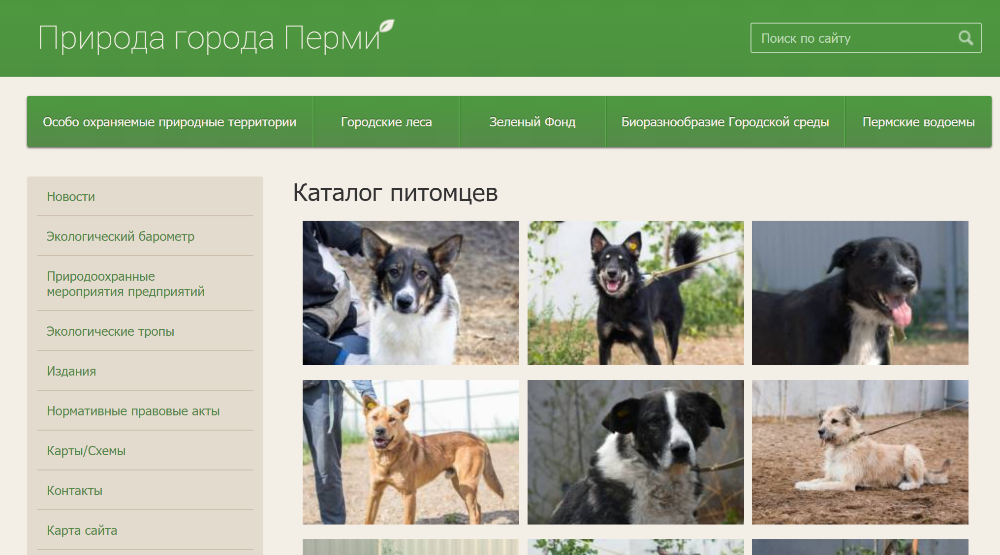 Природа города Перми
Поиск по сайту
Особо охраняемые природные территории
Городские леса
Зеленый Фонд
Биоразнообразие Городской среды
Пермские водоемы
Новости
Экологический барометр
Природоохранные
мероприятия предприятий
Экологические тропы
Издания
Нормативные правовые акты
Карты/Схемы
Контакты
Карта сайта
Каталог питомцев